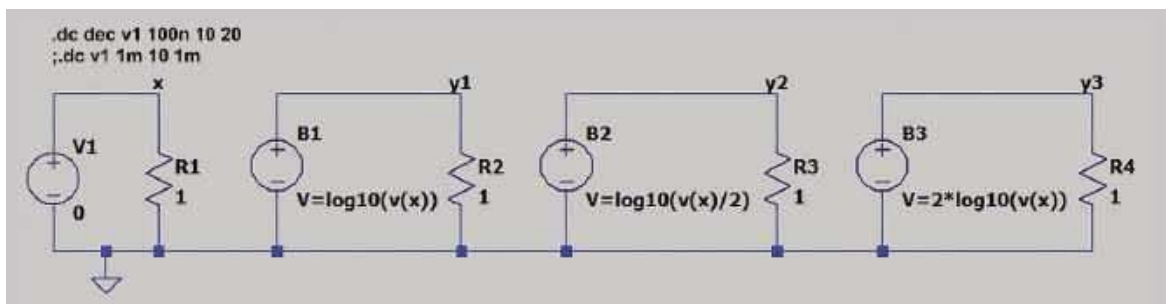 .dc dec v1 100n 10 20
;.dc v1 1m 10 1m
x y1 y2 y3
V1 B1 B2 B3
R1 R2 R3 R4
1 V=log10(v(x)) 1 V=log10(v(x)/2) 1 V=2*log10(v(x)) 1
0